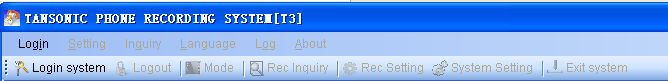 TANSONIC PHONE RECORDING SYSTEM[T3]
Login Setting Inquiry Language Log About
Login system Logout Mode Rec Inquiry Rec Setting System Setting Exit system